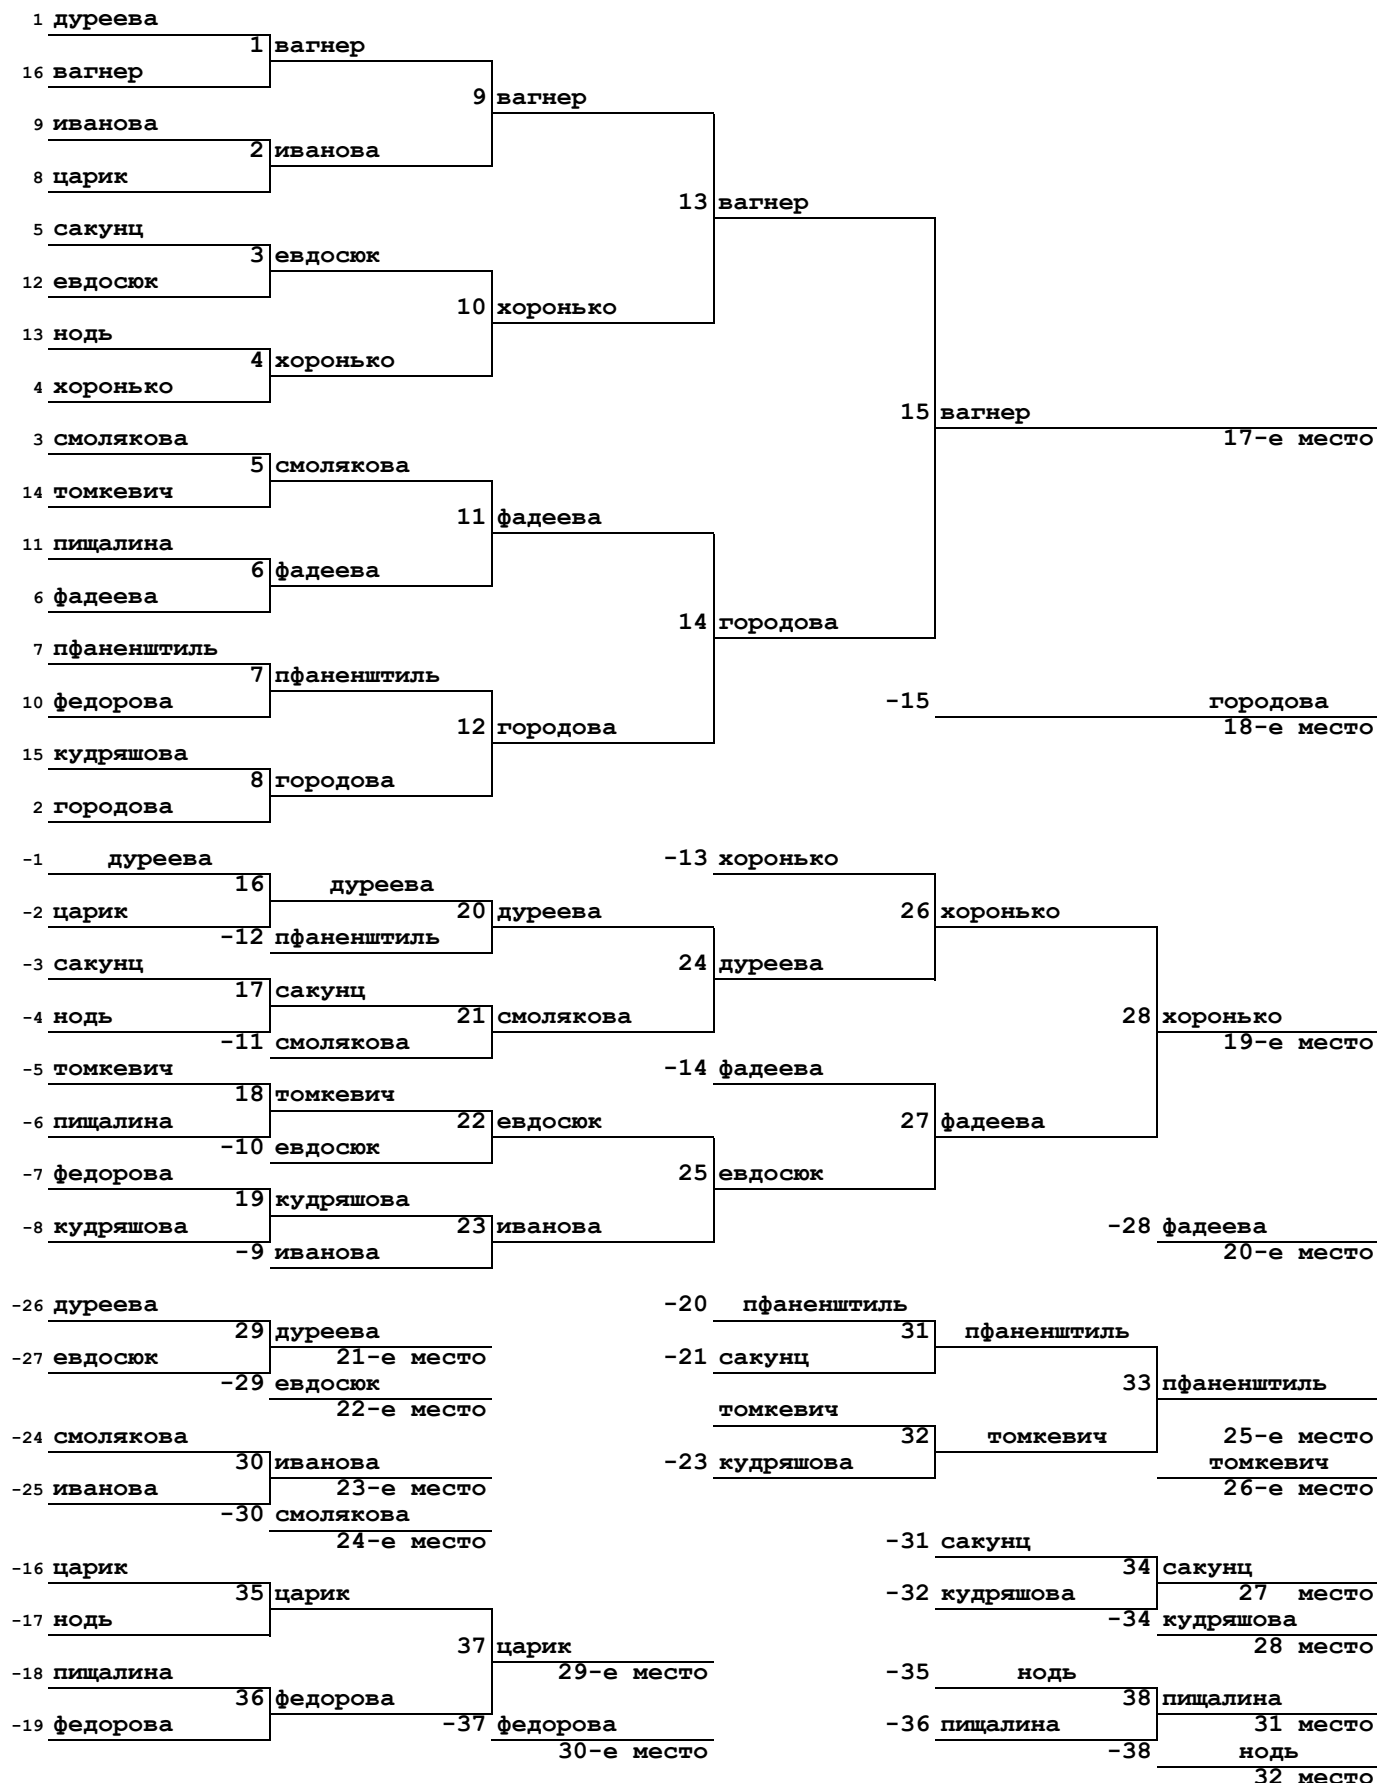 1 дуреева
1 вагнер
16 вагнер
9 вагнер
9 иванова
2 иванова
8 царик
13 вагнер
5 сакунц
3 евдосюк
12 евдосюк
10 хоронько
13 нодь
4 хоронько
4 хоронько
15 вагнер
3 смолякова
17-е место
5 смолякова
14 томкевич
11 фадеева
11 пищалина
6 фадеева
6 фадеева
14 городова
7 пфаненштиль
7 пфаненштиль
10 федорова
-15 городова
12 городова
18-е место
15 кудряшова
8 городова
2 городова
-1 дуреева
-13 хоронько
16 дуреева
-2 царик
20 дуреева
26 хоронько
-12 пфаненштиль
-3 сакунц
24 дуреева
17 сакунц
-4 нодь
21 смолякова
28 хоронько
-11 смолякова
19-е место
-5 томкевич
-14 фадеева
18 томкевич
-6 пищалина
22 евдосюк
27 фадеева
-10 евдосюк
-7 федорова
25 евдосюк
19 кудряшова
-8 кудряшова
23 иванова
-28 фадеева
-9 иванова
20-е место
-26 дуреева
-20 пфаненштиль
29 дуреева
31 пфаненштиль
-27 евдосюк
21-е место
-21 сакунц
-29 евдосюк
33 пфаненштиль
22-е место
томкевич
-24 смолякова
32 томкевич
25-е место
30 иванова
-23 кудряшова
томкевич
-25 иванова
23-е место
26-е место
-30 смолякова
24-е место
-31 сакунц
-16 царик
34 сакунц
35 царик
-32 кудряшова
27 место
-17 нодь
-34 кудряшова
37 царик
28 место
-18 пищалина
29-е место
-35 нодь
36 федорова
38 пищалина
-19 федорова
-37 федорова
-36 пищалина
31 место
30-е место
-38 нодь
32 место